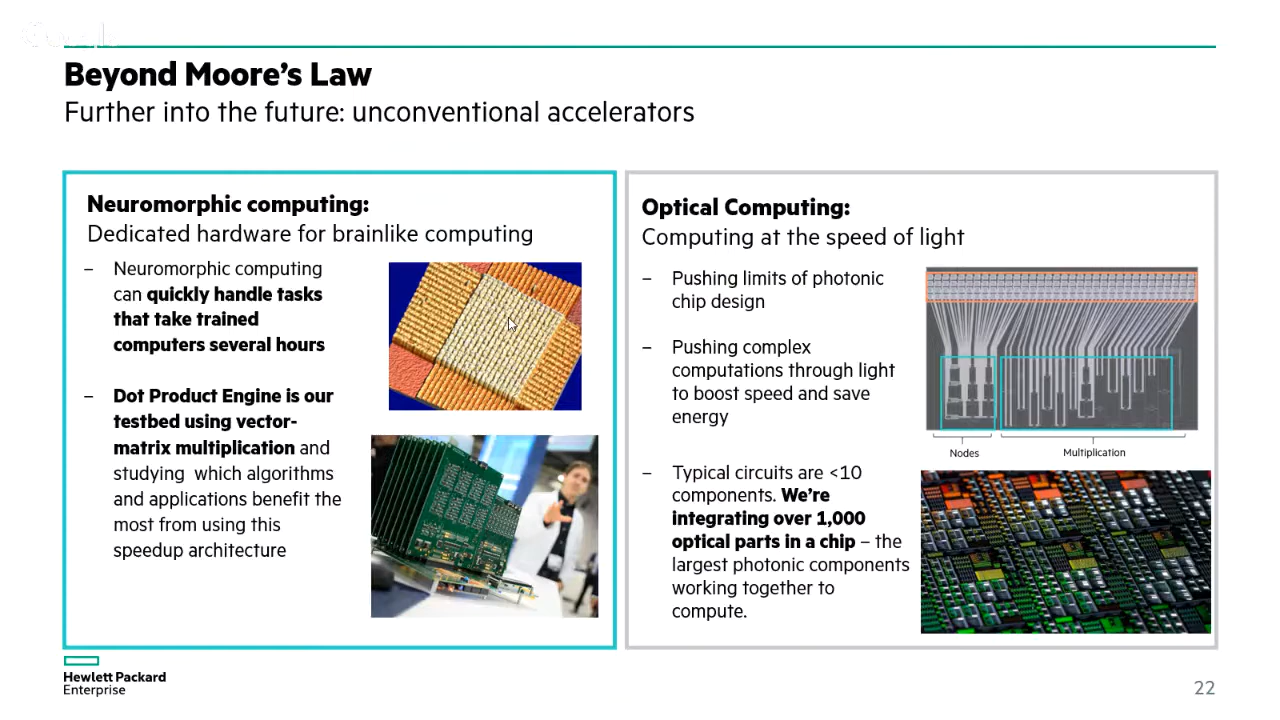 Beyond Moore’s Law
Further into the future: unconventional accelerators
Neuromorphic computing:
Dedicated hardware for brainlike computing
– Neuromorphic computing
can quickly handle tasks
that take trained
computers several hours
– Dot Product Engine is our
testbed using vector-
matrix multiplication and
studying which algorithms
and applications benefit the
most from using this
speedup architecture
Optical Computing:
Computing at the speed of light
– Pushing limits of photonic
chip design
– Pushing complex
computations through light
to boost speed and save
energy
– Typical circuits are <10
components. We’re
integrating over 1,000
optical parts in a chip – the
largest photonic components
working together to
compute.
Nodes
Multiplication
Hewlett Packard
Enterprise
22